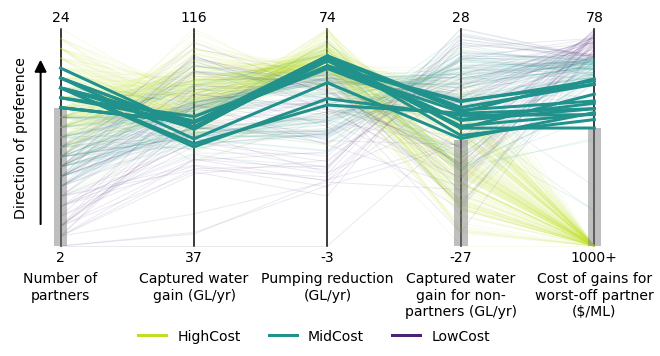 24 116 74 28 78
Direction of preference
2 37 -3 -27 1000+
Number of
partners
Captured water
gain (GL/yr)
Pumping reduction
(GL/yr)
Captured water
gain for non-
partners (GL/yr)
Cost of gains for
worst-off partner
($/ML)
HighCost MidCost LowCost